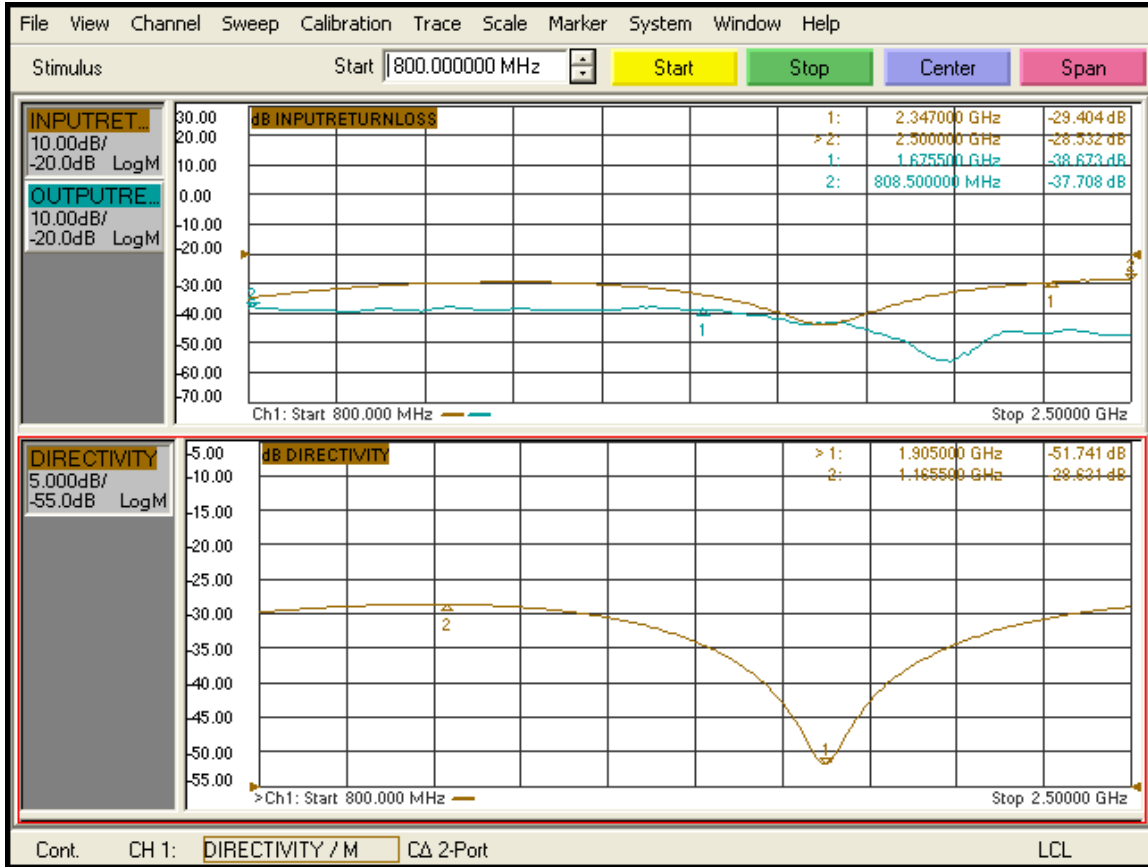 File View Channel Sweep Calibration Trace Scale Marker System Window Help
Stimulus Start 800.000000 MHz Start Stop Center Span
INPUTRET...
10.00dB/
-20.0dB LogM
OUTPUTRE...
10.00dB/
-20.0dB LogM
30.00
20.00
10.00
0.00
-10.00
-20.00
-30.00
-40.00
-50.00
-60.00
-70.00
dB INPUTRETURNLOSS
1: 2.347000 GHz -29.404 dB
> 2: 2.500000 GHz -28.532 dB
1: 1.675500 GHz -38.673 dB
2: 808.500000 MHz -37.708 dB
2
1
1
2
Ch1: Start 800.000 MHz
Stop 2.50000 GHz
DIRECTIVITY
5.000dB/
-55.0dB LogM
-5.00
-10.00
-15.00
-20.00
-25.00
-30.00
-35.00
-40.00
-45.00
-50.00
-55.00
dB DIRECTIVITY
> 1: 1.905000 GHz -51.741 dB
2: 1.165500 GHz -28.631 dB
2
1
>Ch1: Start 800.000 MHz
Stop 2.50000 GHz
Cont. CH 1: DIRECTIVITY / M CΔ 2-Port LCL